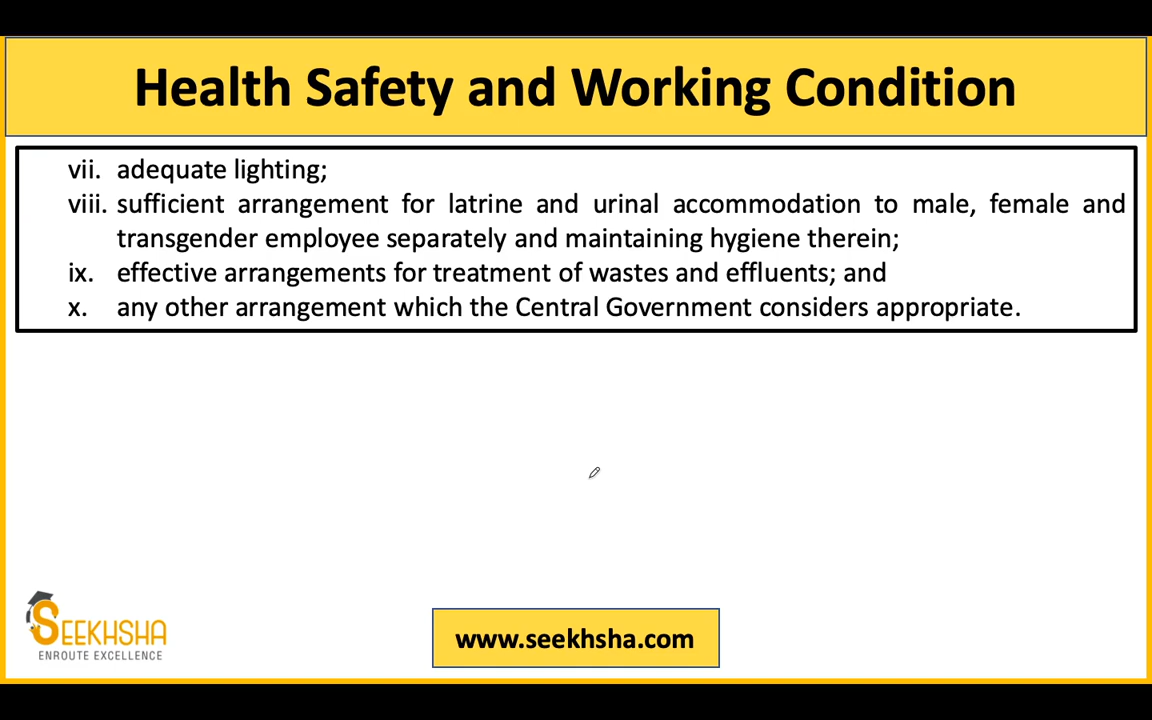 Health Safety and Working Condition
vii. adequate lighting;
viii. sufficient arrangement for latrine and urinal accommodation to male, female and
transgender employee separately and maintaining hygiene therein;
ix. effective arrangements for treatment of wastes and effluents; and
x. any other arrangement which the Central Government considers appropriate.
SEEKHSHA
ENROUTE EXCELLENCE
www.seekhsha.com